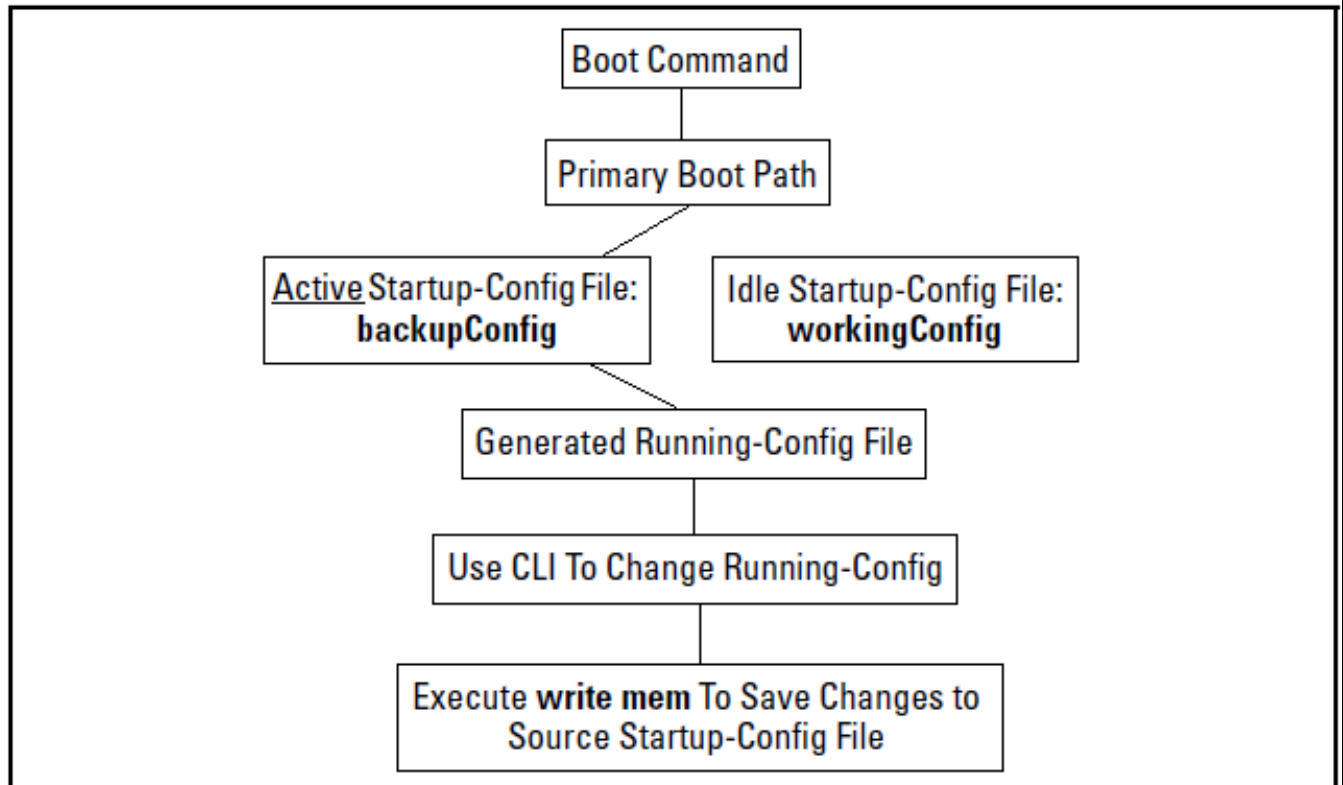 Boot Command
Primary Boot Path
Active Startup-Config File:
backupConfig
Idle Startup-Config File:
workingConfig
Generated Running-Config File
Use CLI To Change Running-Config
Execute write mem To Save Changes to
Source Startup-Config File